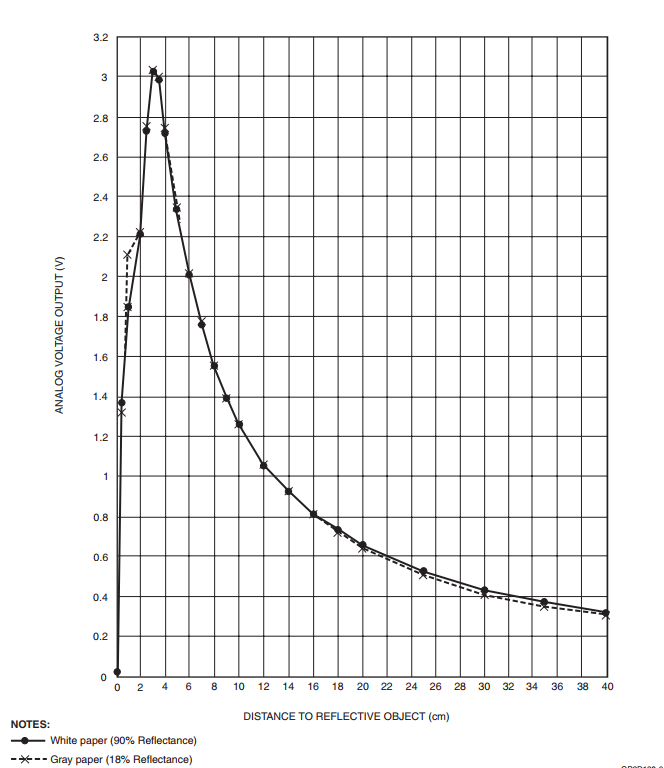 3.2
3
2.8
2.6
2.4
2.2
2
1.8
1.6
1.4
1.2
1
0.8
0.6
0.4
0.2
0
ANALOG VOLTAGE OUTPUT (V)
0 2 4 6 8 10 12 14 16 18 20 22 24 26 28 30 32 34 36 38 40
DISTANCE TO REFLECTIVE OBJECT (cm)
NOTES:
White paper (90% Reflectance)
Gray paper (18% Reflectance)